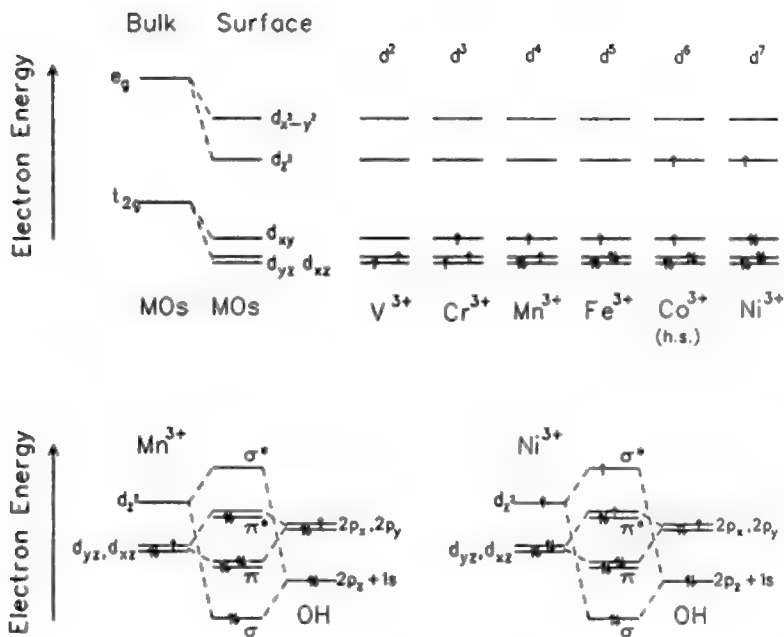 Bulk Surface
Electron Energy
e_g
t_2g
d_x²-y²
d_z²
d_xy
d_yz d_xz
MOs MOs
d² d³ d⁴ d⁵ d⁶ d⁷
V³⁺ Cr³⁺ Mn³⁺ Fe³⁺ Co³⁺ Ni³⁺
(h.s.)
Electron Energy
Mn³⁺
σ*
d_z²
π*
2p_x,2p_y
d_yz,d_xz
π
2p_z+1s
σ
OH
Ni³⁺
σ*
d_z²
π*
2p_x,2p_y
d_yz,d_xz
π
2p_z+1s
σ
OH